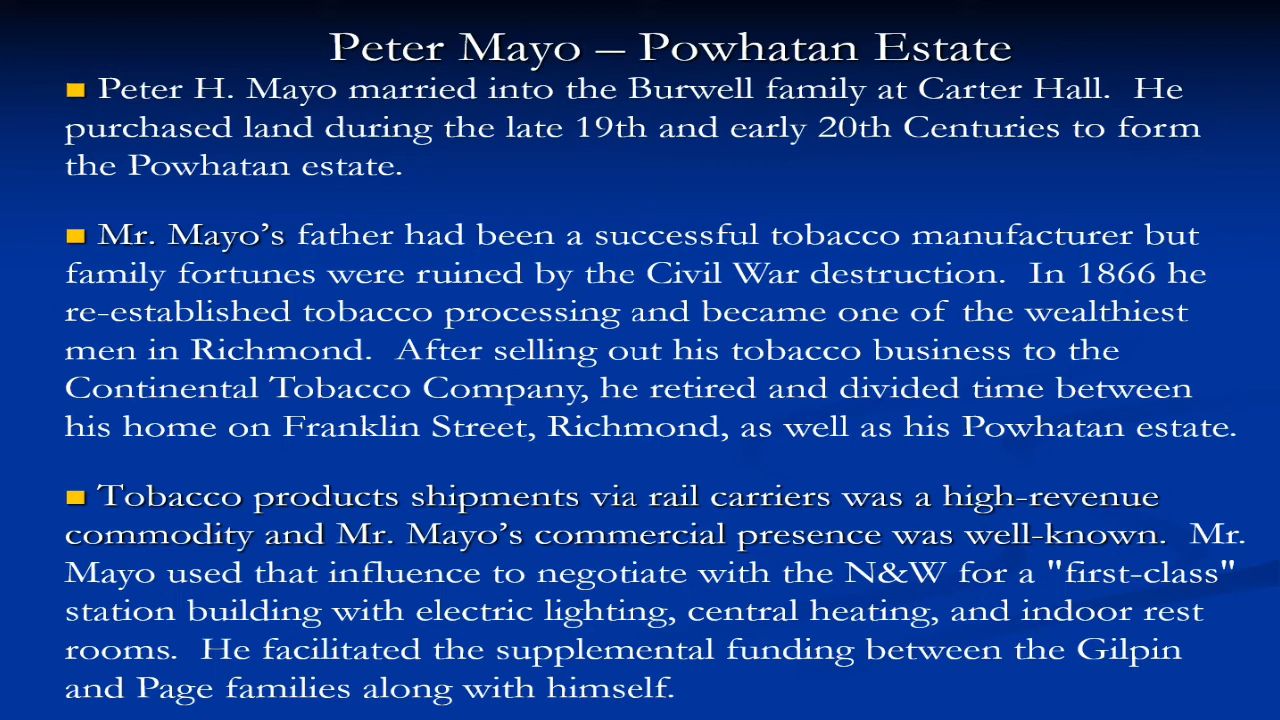 Peter Mayo – Powhatan Estate
■ Peter H. Mayo married into the Burwell family at Carter Hall.  He
purchased land during the late 19th and early 20th Centuries to form
the Powhatan estate.
■ Mr. Mayo’s father had been a successful tobacco manufacturer but
family fortunes were ruined by the Civil War destruction.  In 1866 he
re-established tobacco processing and became one of the wealthiest
men in Richmond.  After selling out his tobacco business to the
Continental Tobacco Company, he retired and divided time between
his home on Franklin Street, Richmond, as well as his Powhatan estate.
■ Tobacco products shipments via rail carriers was a high-revenue
commodity and Mr. Mayo’s commercial presence was well-known.  Mr.
Mayo used that influence to negotiate with the N&W for a "first-class"
station building with electric lighting, central heating, and indoor rest
rooms.  He facilitated the supplemental funding between the Gilpin
and Page families along with himself.